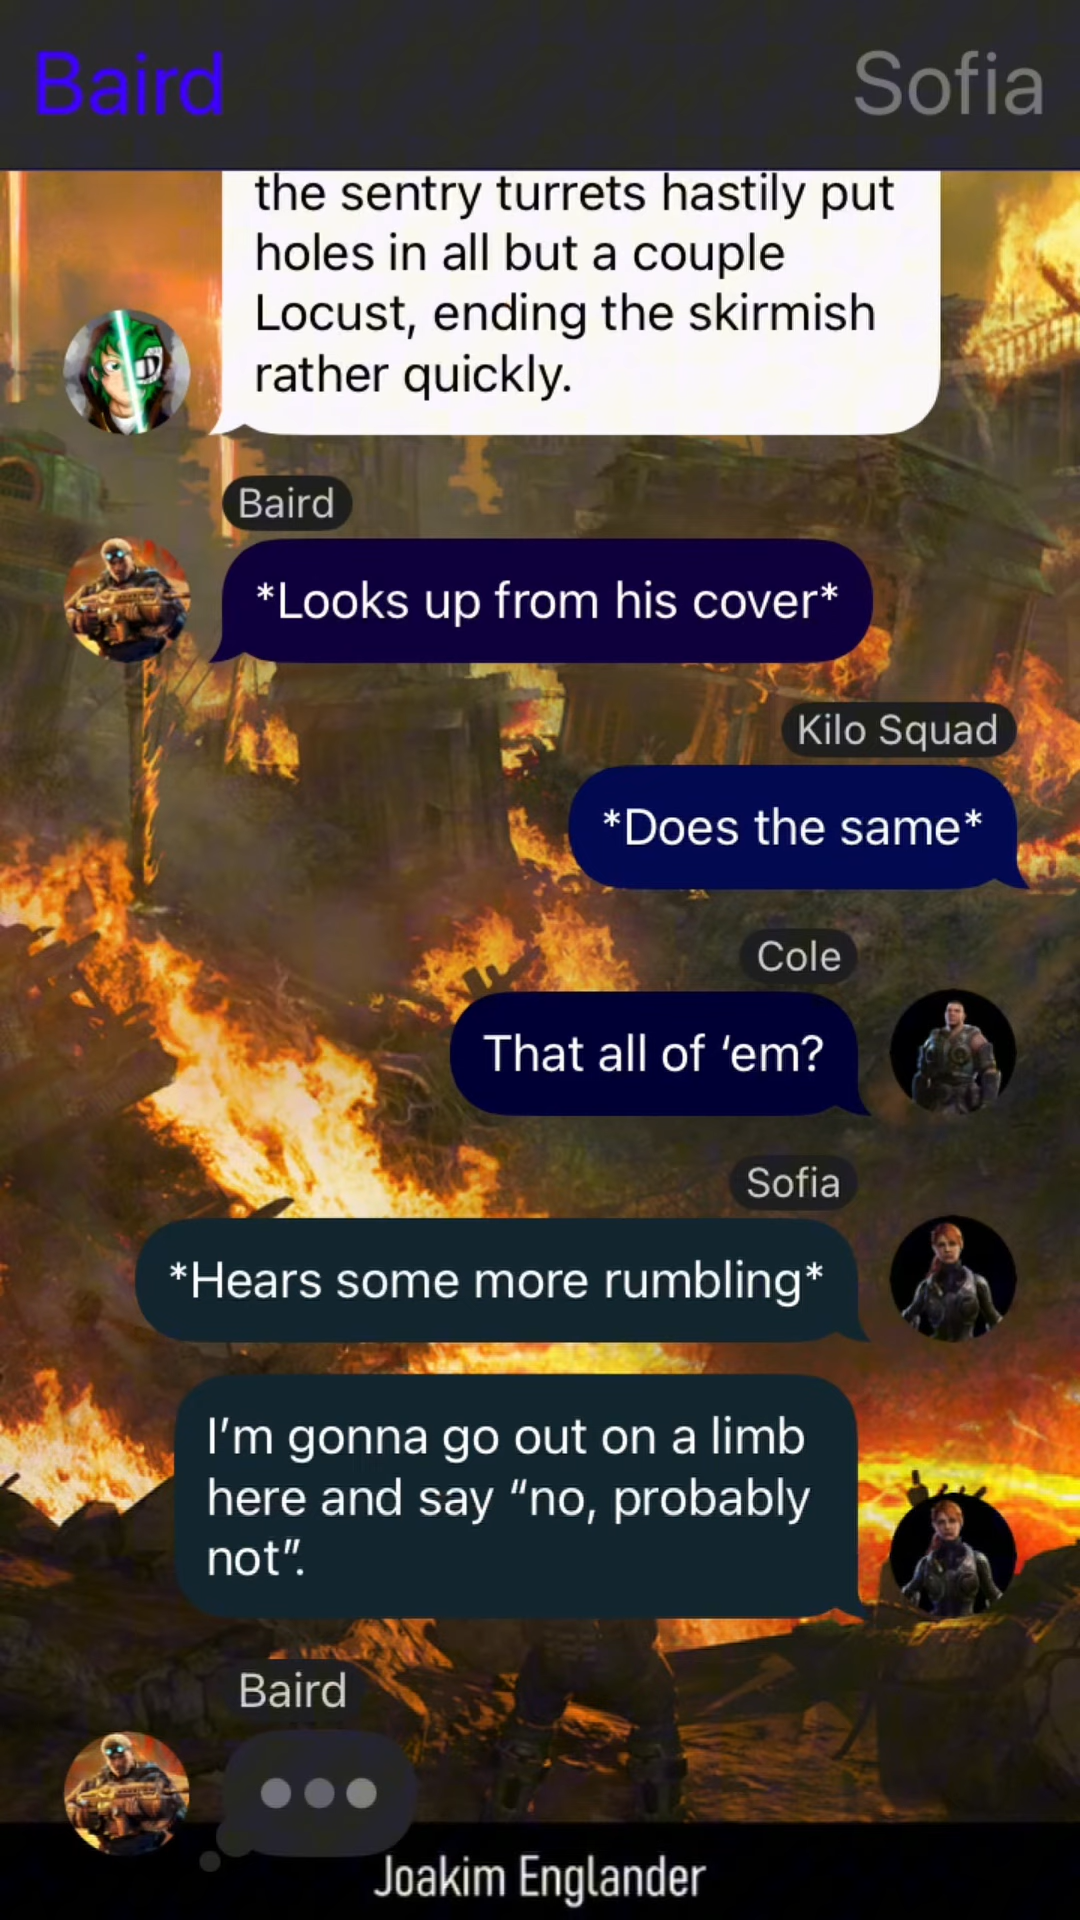 Baird
Sofia
the sentry turrets hastily put
holes in all but a couple
Locust, ending the skirmish
rather quickly.
Baird
*Looks up from his cover*
Kilo Squad
*Does the same*
Cole
That all of ‘em?
Sofia
*Hears some more rumbling*
I’m gonna go out on a limb
here and say “no, probably
not”.
Baird
Joakim Englander